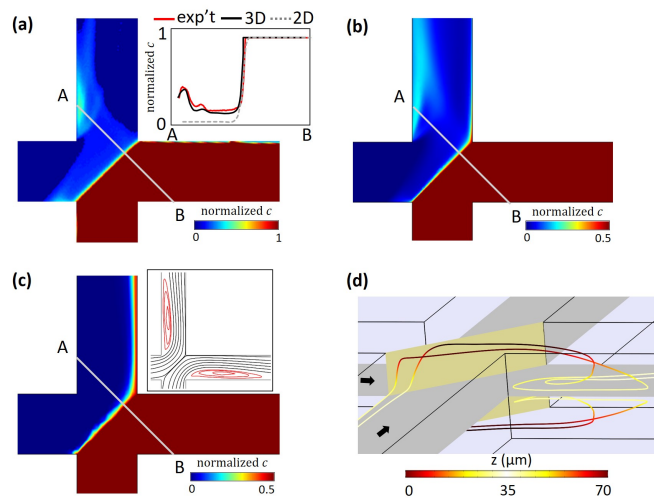 (a)
exp't 3D 2D
normalized c
1
0
A B
A
B
normalized c
0 1
(b)
A
B
normalized c
0 0.5
(c)
A
B
normalized c
0 0.5
(d)
z (μm)
0 35 70